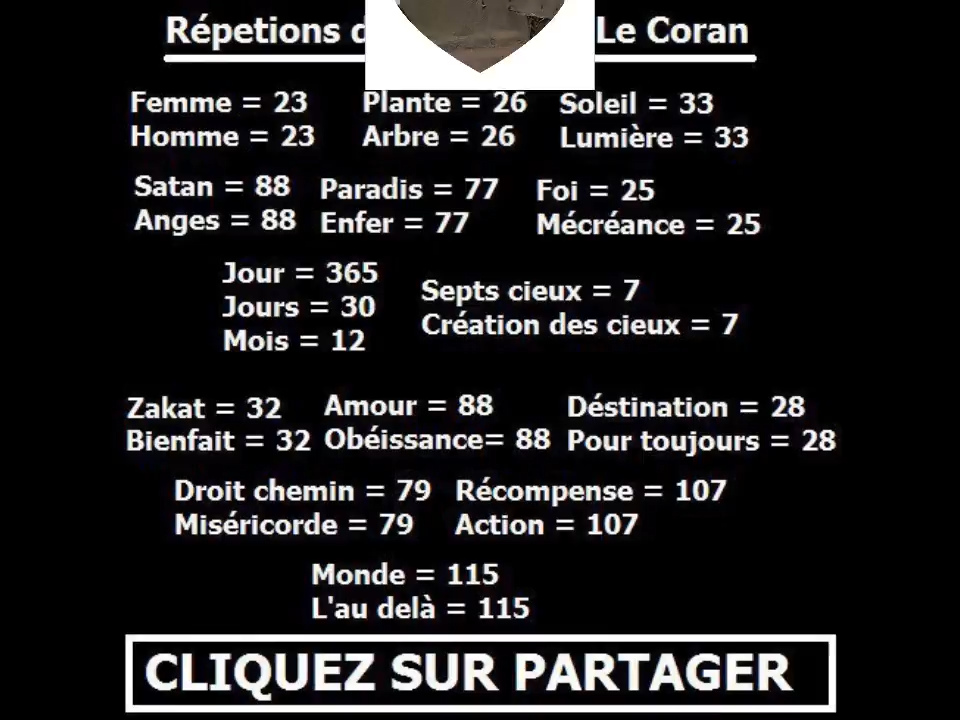 Répetions d Le Coran
Femme = 23 Plante = 26 Soleil = 33
Homme = 23 Arbre = 26 Lumière = 33
Satan = 88 Paradis = 77 Foi = 25
Anges = 88 Enfer = 77 Mécréance = 25
Jour = 365
Jours = 30
Mois = 12
Septs cieux = 7
Création des cieux = 7
Zakat = 32 Amour = 88 Déstination = 28
Bienfait = 32 Obéissance= 88 Pour toujours = 28
Droit chemin = 79 Récompense = 107
Miséricorde = 79 Action = 107
Monde = 115
L'au delà = 115
CLIQUEZ SUR PARTAGER